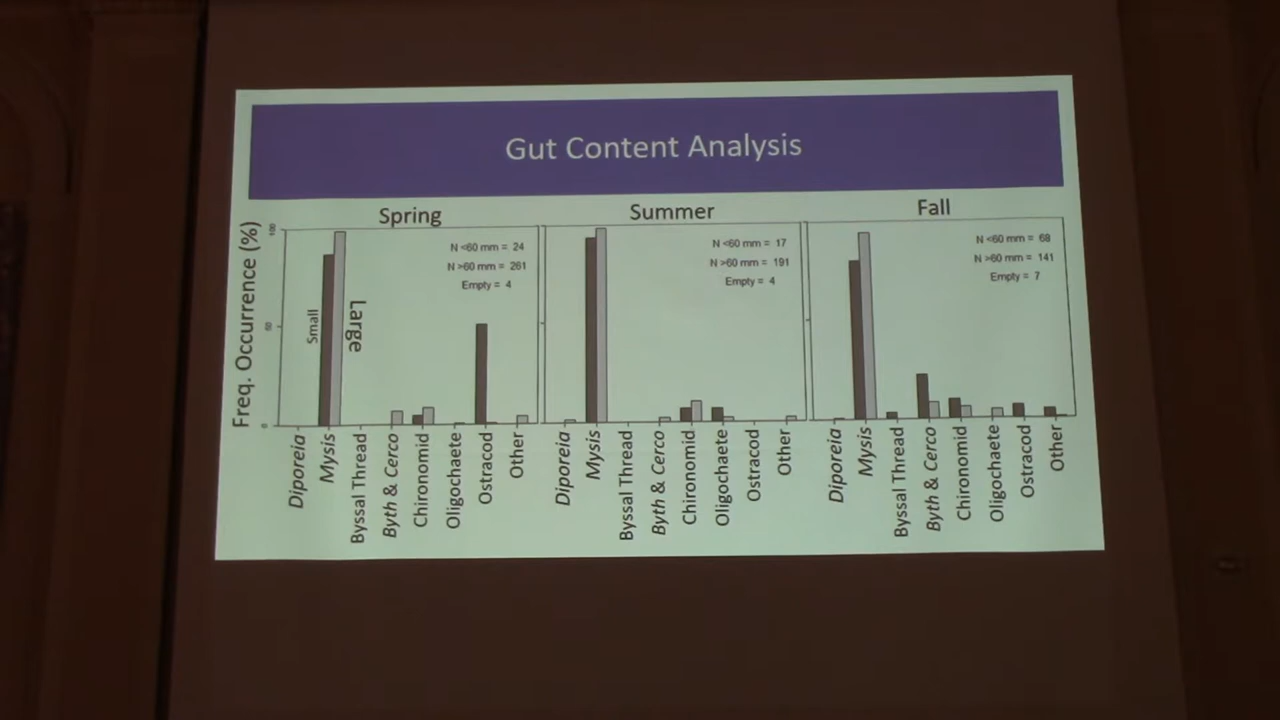 Gut Content Analysis
Spring
Summer
Fall
Freq. Occurrence (%)
100
50
0
Small
Large
N <60 mm = 24
N >60 mm = 261
Empty = 4
N <60 mm = 17
N >60 mm = 191
Empty = 4
N <60 mm = 68
N >60 mm = 141
Empty = 7
Diporeia
Mysis
Byssal Thread
Byth & Cerco
Chironomid
Oligochaete
Ostracod
Other
Diporeia
Mysis
Byssal Thread
Byth & Cerco
Chironomid
Oligochaete
Ostracod
Other
Diporeia
Mysis
Byssal Thread
Byth & Cerco
Chironomid
Oligochaete
Ostracod
Other